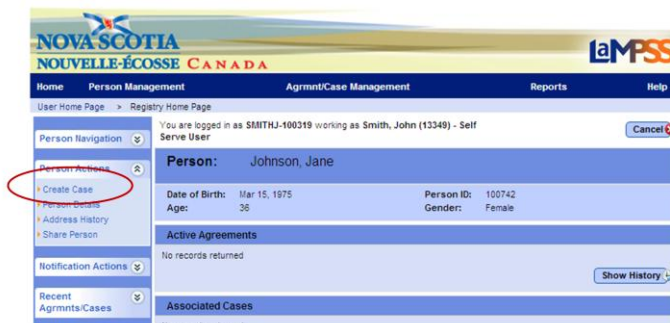 NOVA SCOTIA
NOUVELLE-ÉCOSSE CANADA
LaMPSS
Home Person Management Agrmnt/Case Management Reports Help
User Home Page > Registry Home Page
You are logged in as SMITHJ-100319 working as Smith, John (13349) - Self
Serve User
Cancel
Person Navigation
Person Actions
Create Case
Person Details
Address History
Share Person
Notification Actions
Recent
Agrmnts/Cases
Person: Johnson, Jane
Date of Birth: Mar 15, 1975 Person ID: 100742
Age: 36 Gender: Female
Active Agreements
No records returned
Show History
Associated Cases